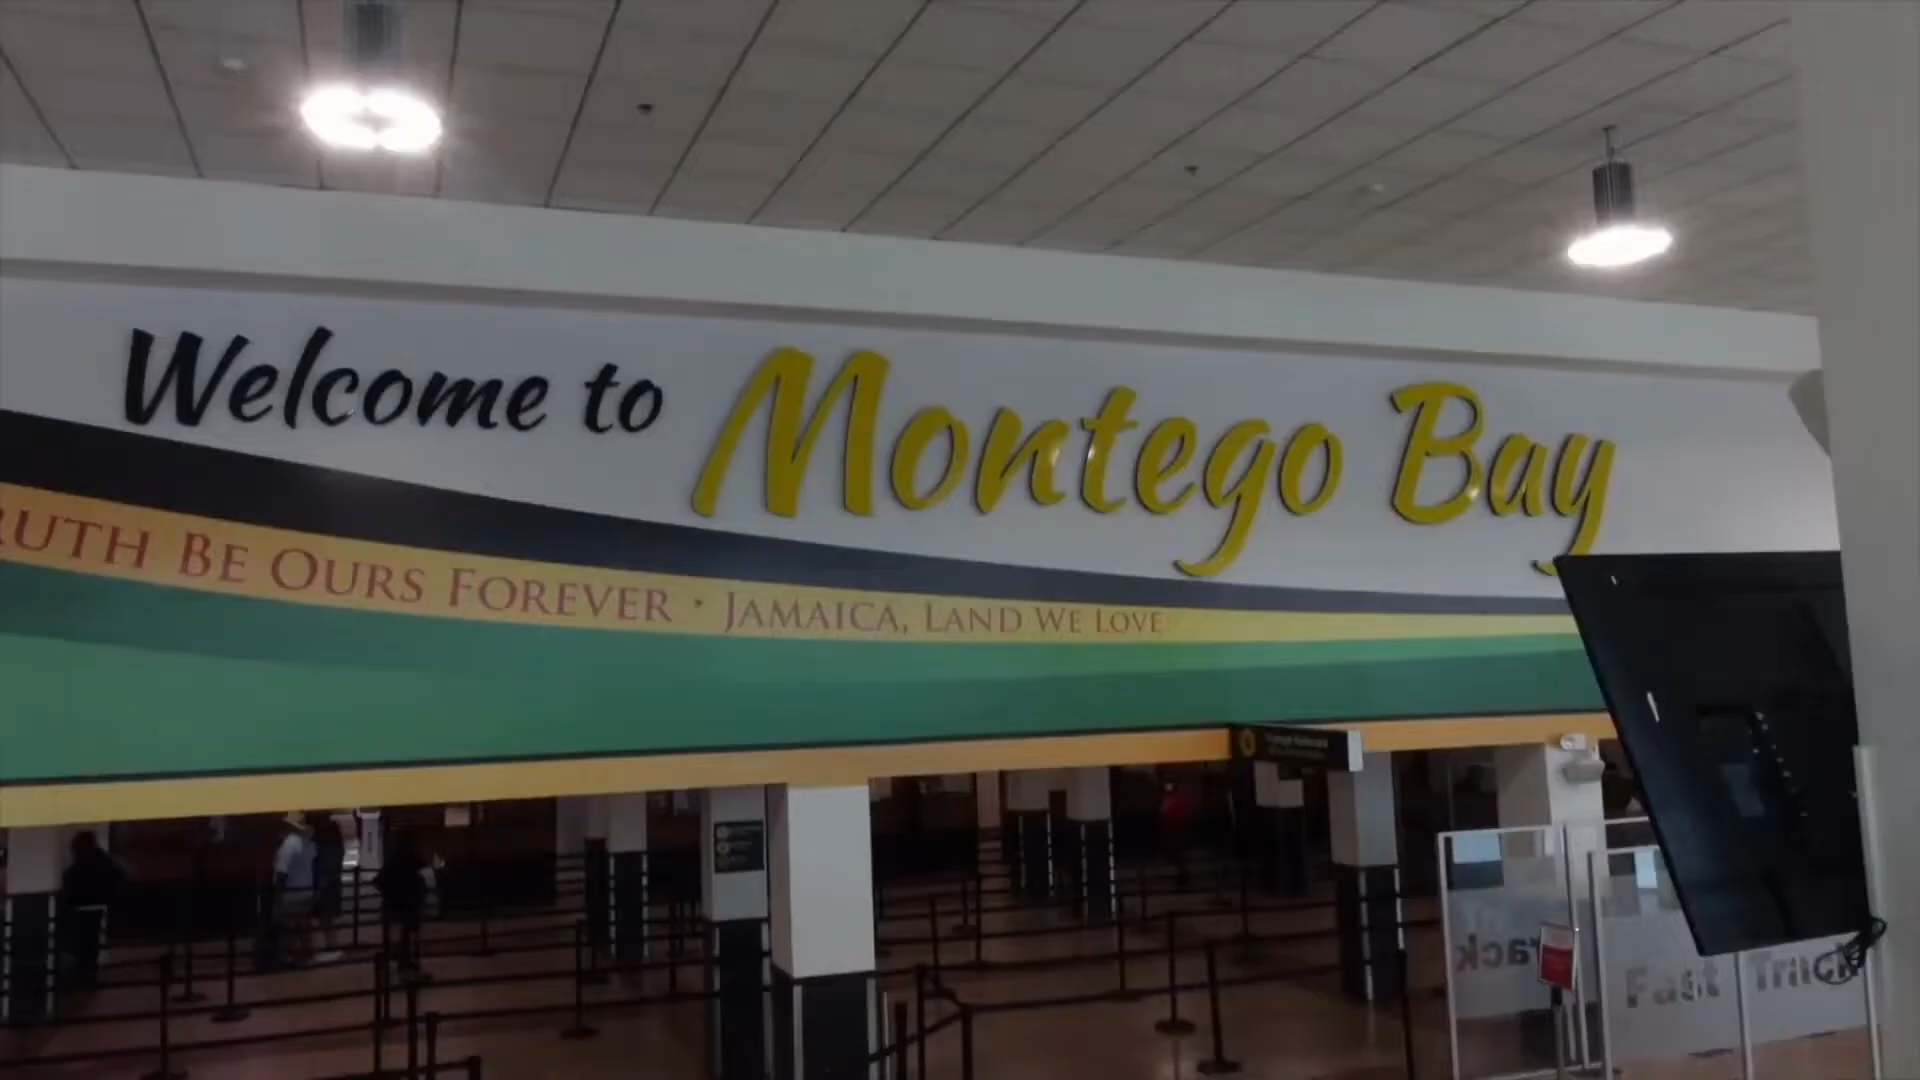 Welcome to Montego Bay
RUTH BE OURS FOREVER · JAMAICA, LAND WE LOVE
Fast Track